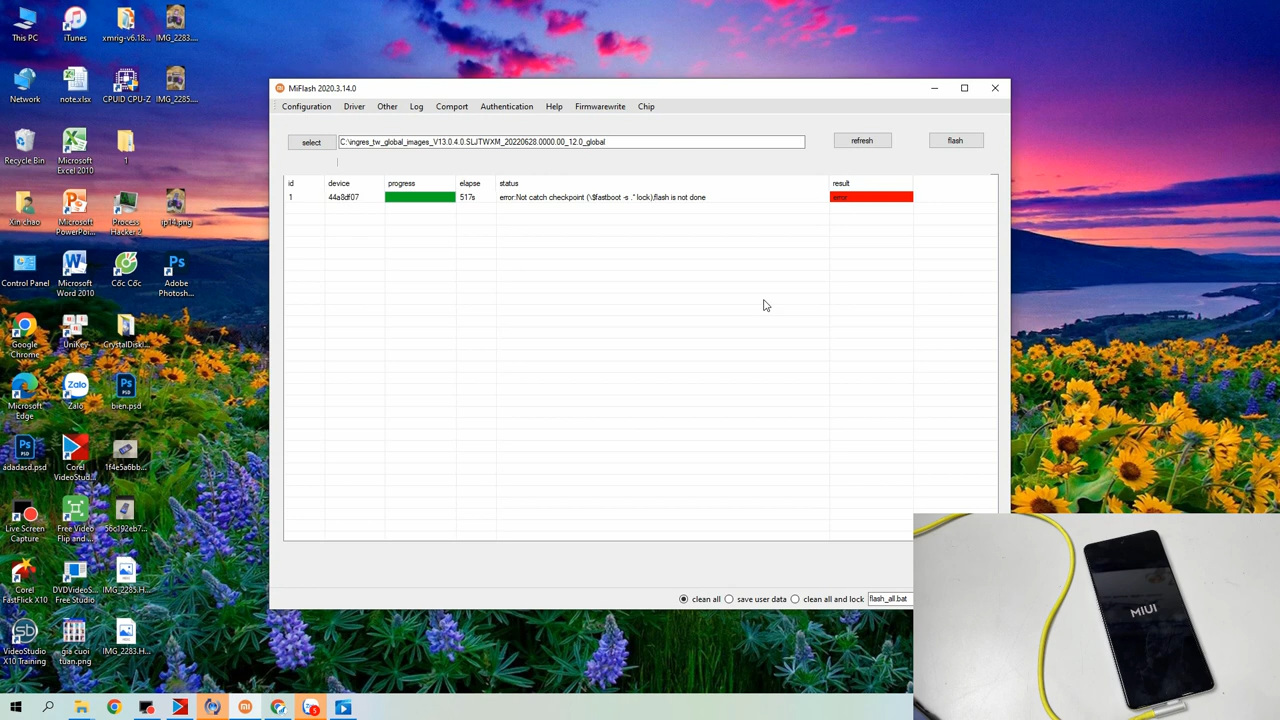 This PC
iTunes
xmrig-v6.18...
IMG_2283....
Network
note.xlsx
CPUID CPU-Z
IMG_2285....
Recycle Bin
Microsoft
Excel 2010
1
Xin chao
Microsoft
PowerPoi...
Process
Hacker 2
ip14.png
Control Panel
Microsoft
Word 2010
Cốc Cốc
Adobe
Photosh...
Google
Chrome
UniKey
CrystalDiskI...
Microsoft
Edge
Zalo
Zalo
bien.psd
PSD
adadasd.psd
PSD
Corel
VideoStud...
1f4e5a6bb...
Live Screen
Capture
Free Video
Flip and ...
56c192eb7...
Corel
FastFlick X10
DVDVideoS...
Free Studio
IMG_2285.H...
VideoStudio
X10 Training
gia cuoi
tuan.png
IMG_2283.H...
MiFlash 2020.3.14.0
Configuration Driver Other Log Comport Authentication Help Firmwarewrite Chip
select
C:\ingres_tw_global_images_V13.0.4.0.SLJTWXM_20220628.0000.00_12.0_global
refresh
flash
id device progress elapse status result
1 44a8df07 517s error:Not catch checkpoint (\$fastboot -s .* lock),flash is not done error
clean all save user data clean all and lock flash_all.bat
MIUI
5